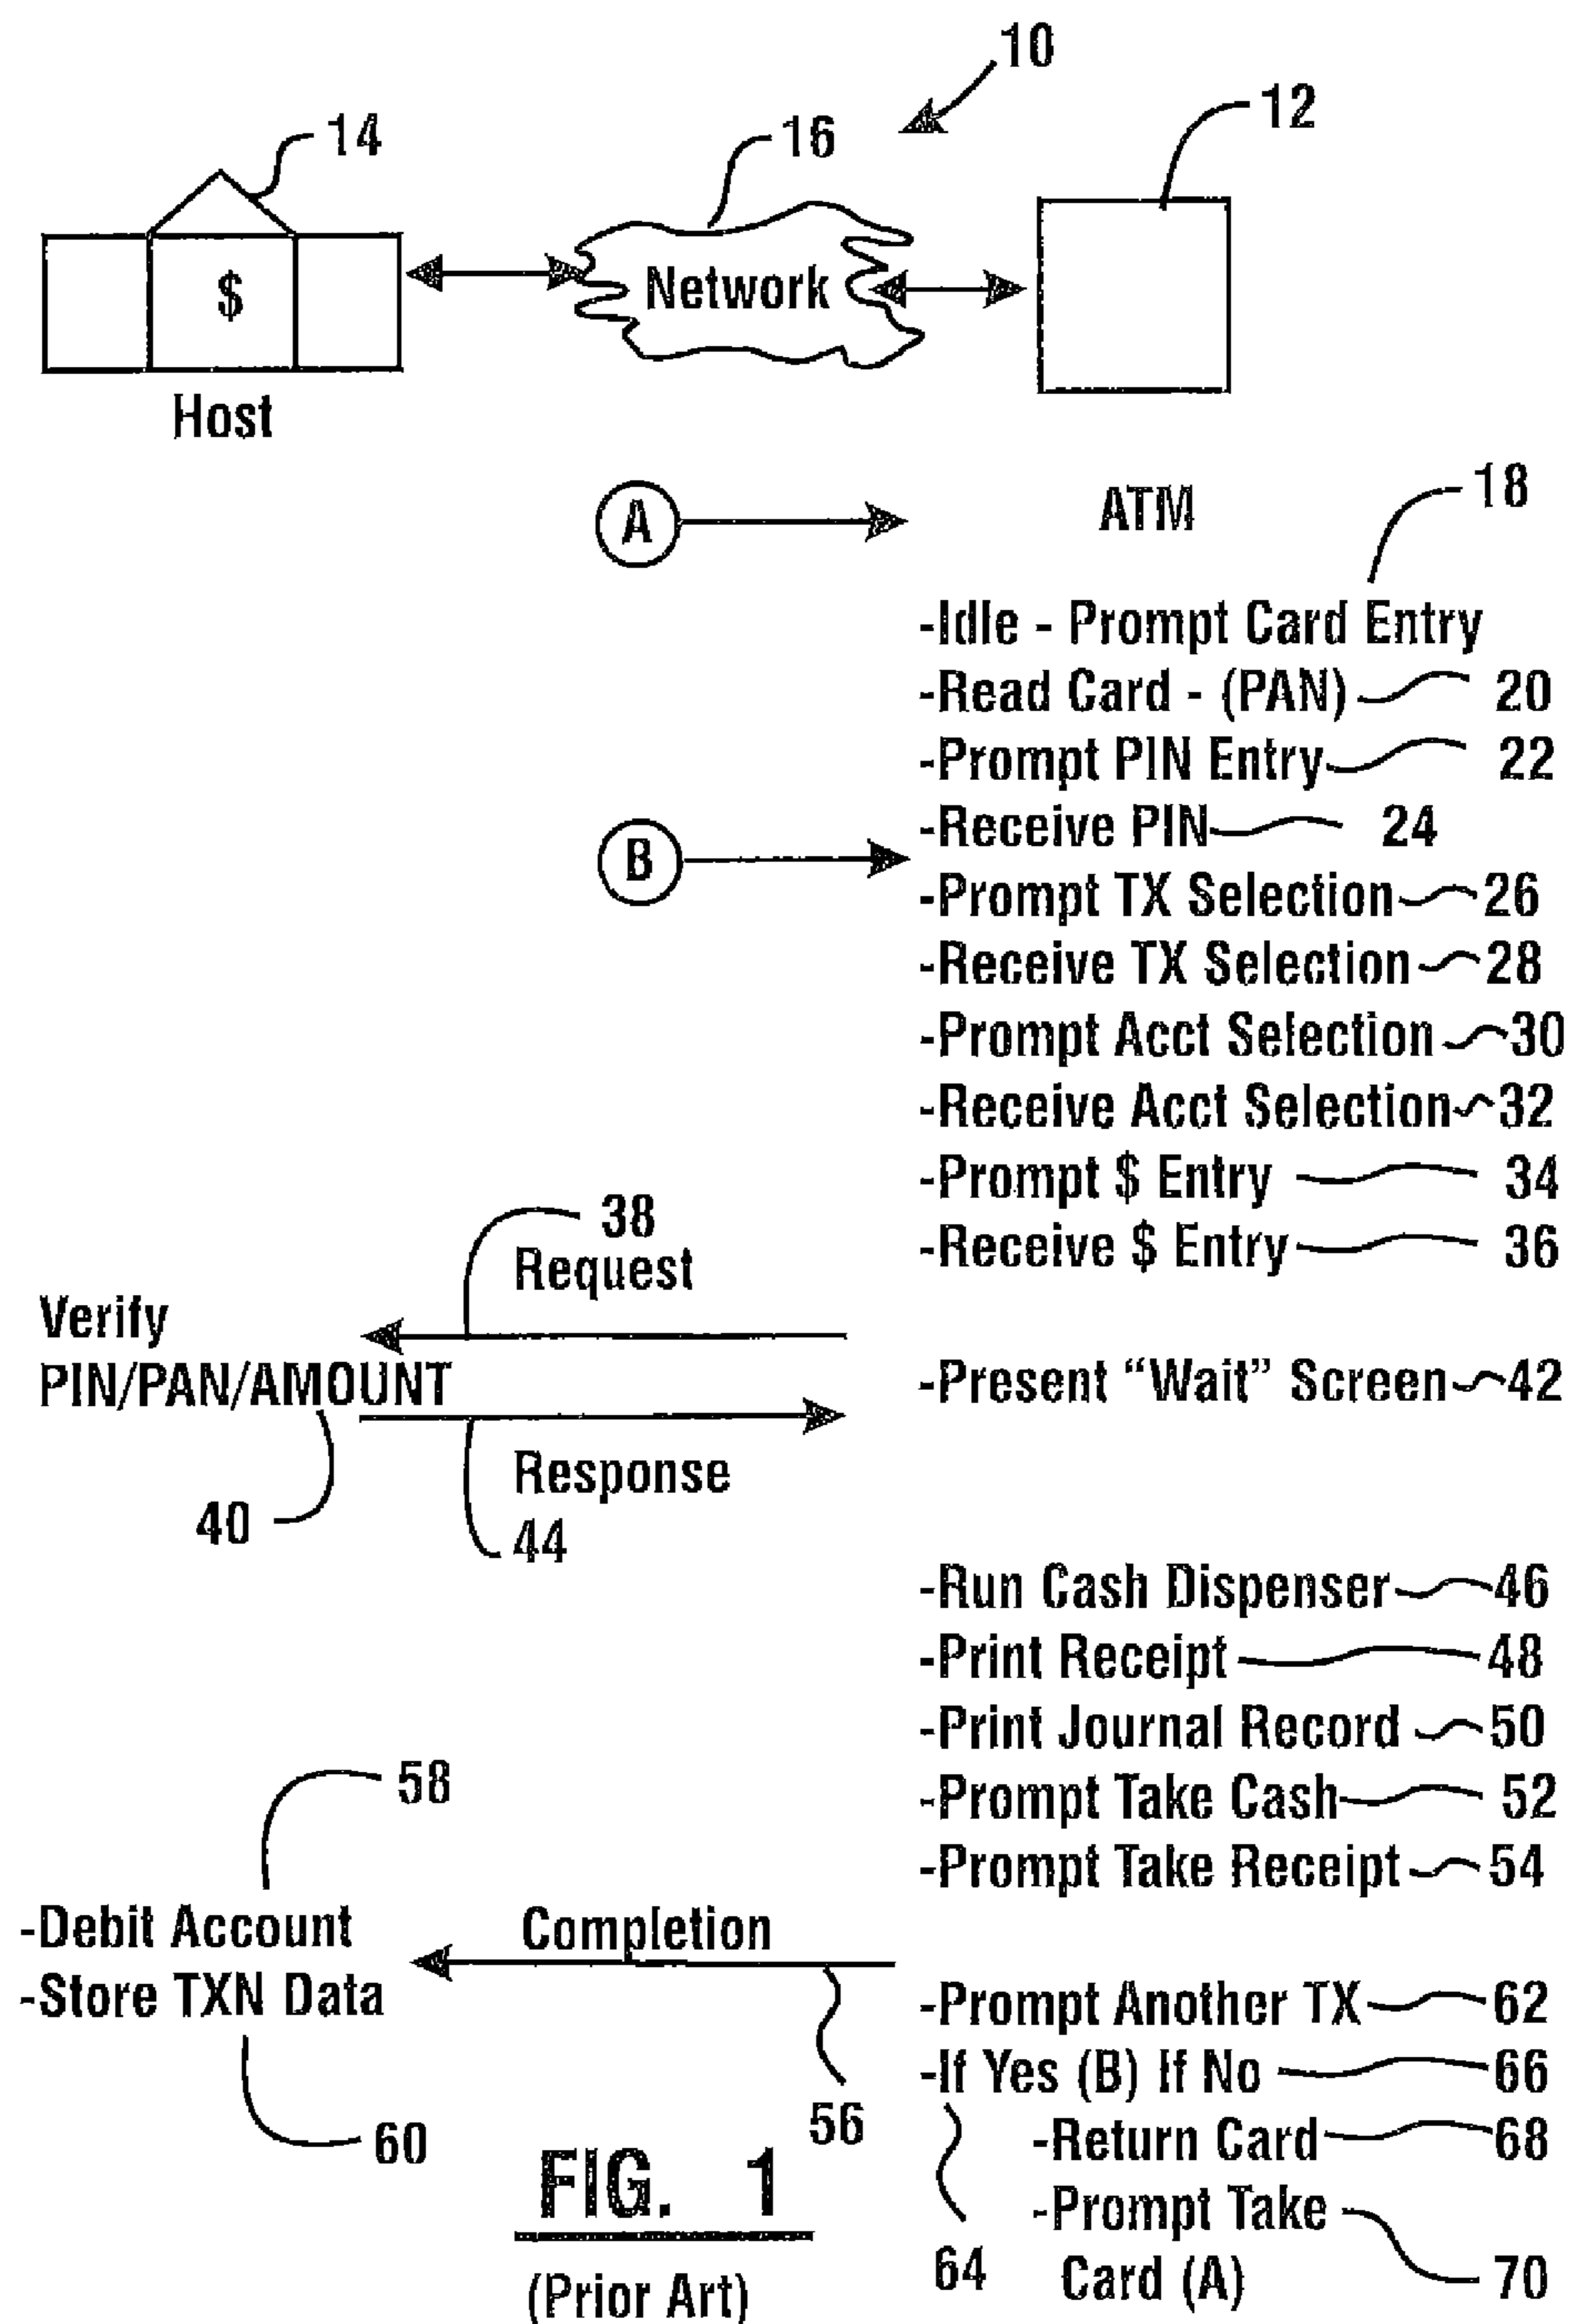 10
12
14
16
$
Network
Host
A
ATM
18
-Idle - Prompt Card Entry
-Read Card - (PAN) 20
-Prompt PIN Entry 22
-Receive PIN 24
B
-Prompt TX Selection 26
-Receive TX Selection 28
-Prompt Acct Selection 30
-Receive Acct Selection 32
-Prompt $ Entry 34
-Receive $ Entry 36
38
Request
Verify
PIN/PAN/AMOUNT
-Present “Wait” Screen 42
Response
40
44
-Run Cash Dispenser 46
-Print Receipt 48
-Print Journal Record 50
-Prompt Take Cash 52
-Prompt Take Receipt 54
58
-Debit Account
-Store TXN Data
Completion
60
56
-Prompt Another TX 62
-If Yes (B) If No 66
-Return Card 68
-Prompt Take
Card (A) 70
64
FIG. 1
(Prior Art)